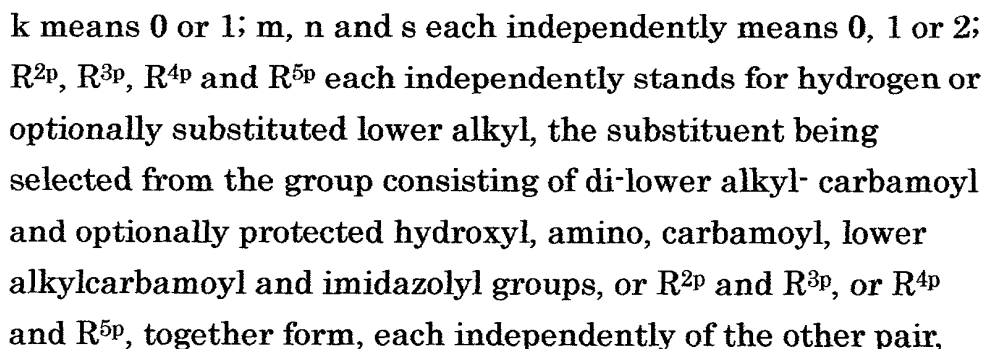 k means 0 or 1; m, n and s each independently means 0, 1 or 2;
R²ᵖ, R³ᵖ, R⁴ᵖ and R⁵ᵖ each independently stands for hydrogen or
optionally substituted lower alkyl, the substituent being
selected from the group consisting of di-lower alkyl- carbamoyl
and optionally protected hydroxyl, amino, carbamoyl, lower
alkylcarbamoyl and imidazolyl groups, or R²ᵖ and R³ᵖ, or R⁴ᵖ
and R⁵ᵖ, together form, each independently of the other pair,